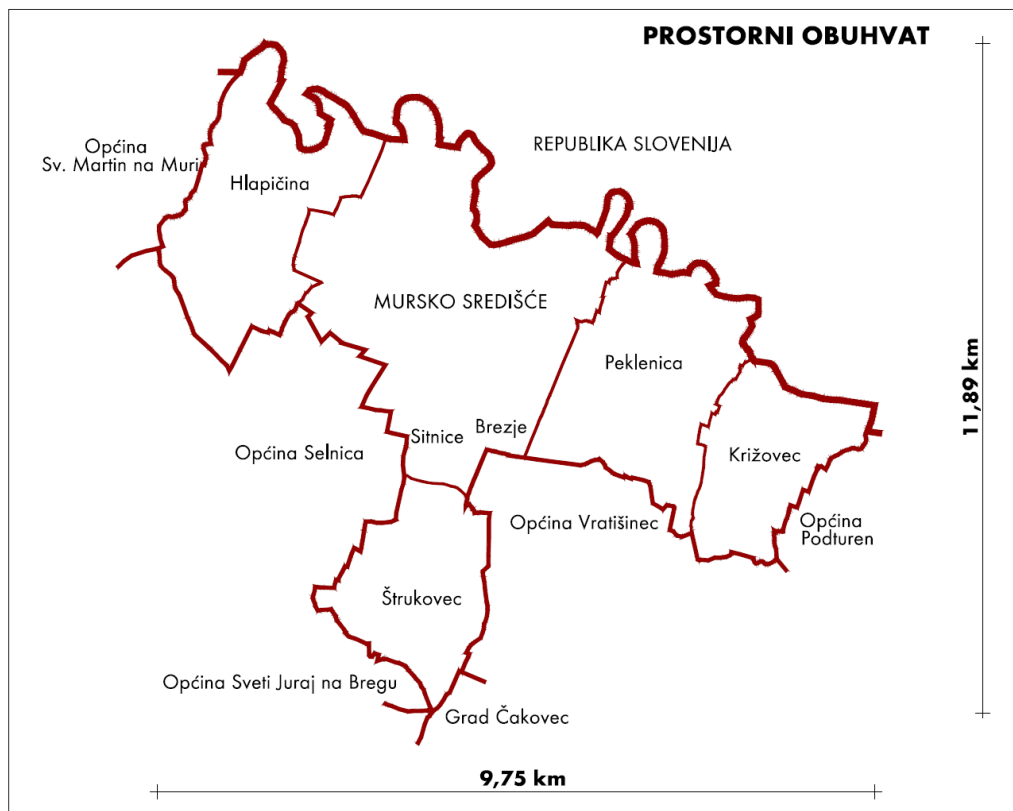 PROSTORNI OBUHVAT
Općina
Sv. Martin na Muri
REPUBLIKA SLOVENIJA
Hlapičina
MURSKO SREDIŠĆE
Peklenica
11,89 km
Brezje
Sitnice
Općina Selnica
Križovec
Općina Vratišinec
Općina
Podturen
Štrukovec
Općina Sveti Juraj na Bregu
Grad Čakovec
9,75 km